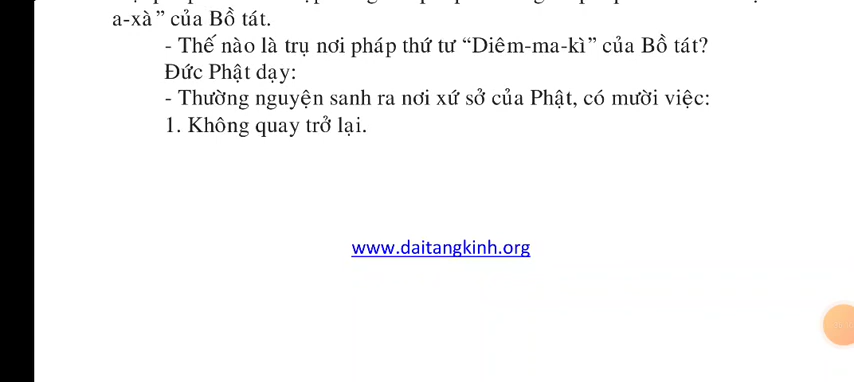 a-xà” của Bồ tát.
- Thế nào là trụ nơi pháp thứ tư “Diêm-ma-kì” của Bồ tát?
Đức Phật dạy:
- Thường nguyện sanh ra nơi xứ sở của Phật, có mười việc:
1. Không quay trở lại.
www.daitangkinh.org